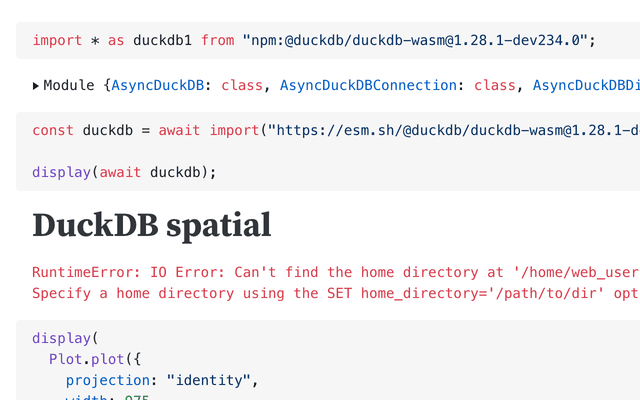 import * as duckdb1 from "npm:@duckdb/duckdb-wasm@1.28.1-dev234.0";
Module {AsyncDuckDB: class, AsyncDuckDBConnection: class, AsyncDuckDBDi
const duckdb = await import("https://esm.sh/@duckdb/duckdb-wasm@1.28.1-d
display(await duckdb);
DuckDB spatial
RuntimeError: IO Error: Can't find the home directory at '/home/web_user
Specify a home directory using the SET home_directory='/path/to/dir' opt
display(
Plot.plot({
projection: "identity",
width: 975